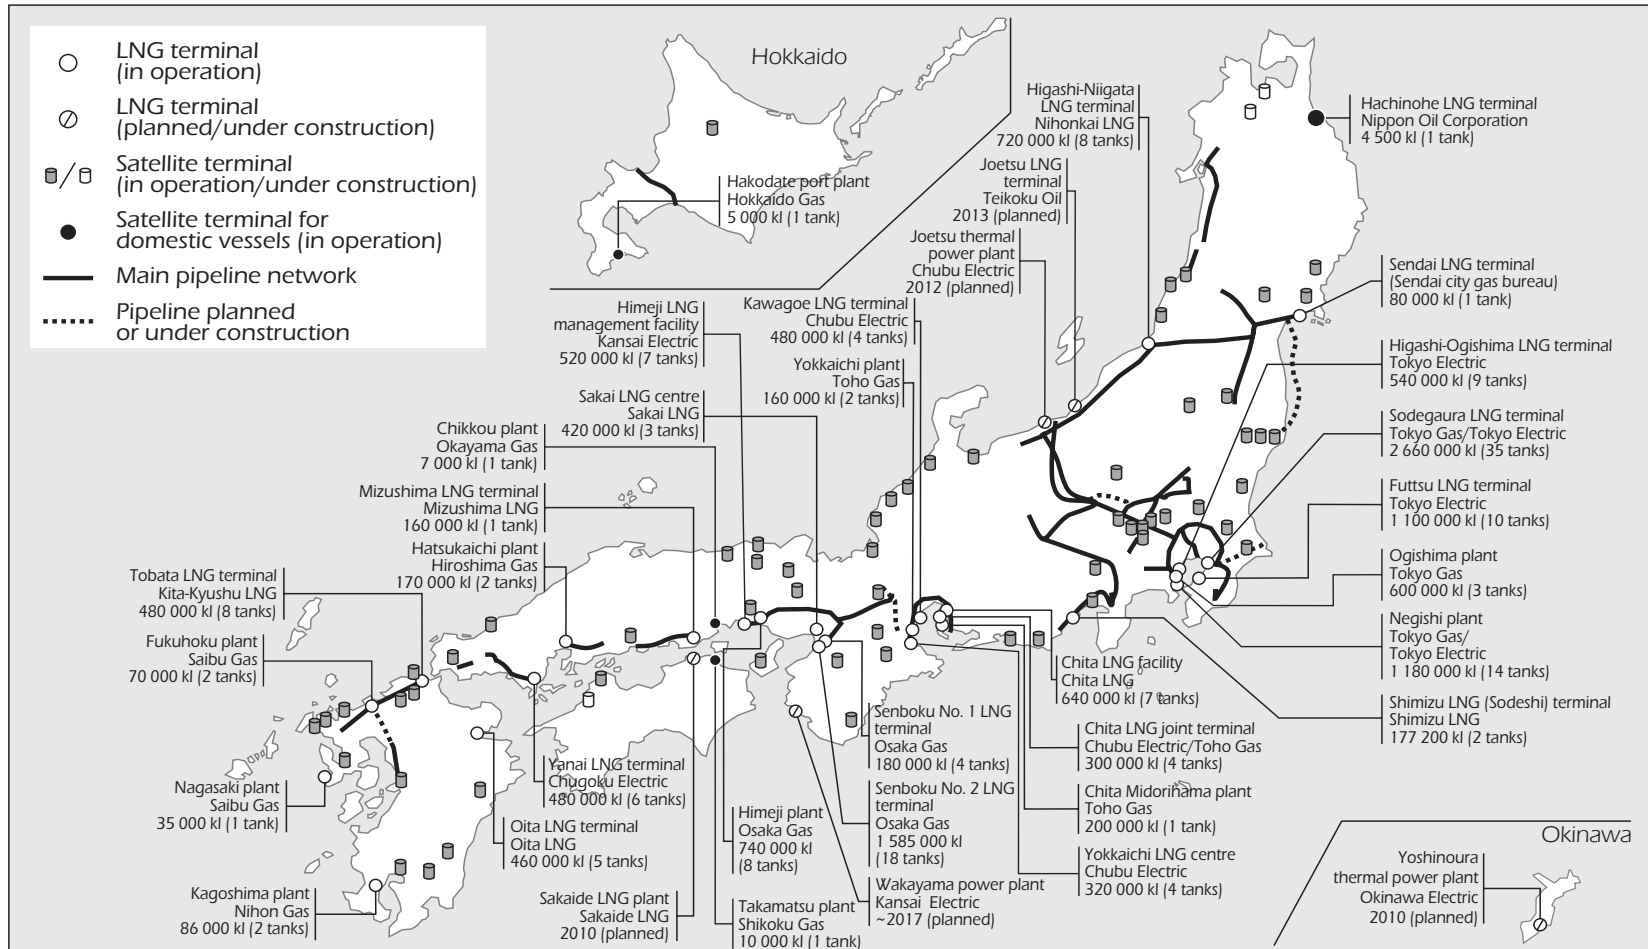 LNG terminal
(in operation)
LNG terminal
(planned/under construction)
Satellite terminal
(in operation/under construction)
Satellite terminal for
domestic vessels (in operation)
Main pipeline network
Pipeline planned
or under construction
Hokkaido
Hakodate port plant
Hokkaido Gas
5 000 kl (1 tank)
Higashi-Niigata
LNG terminal
Nihonkai LNG
720 000 kl (8 tanks)
Joetsu LNG
terminal
Teikoku Oil
2013 (planned)
Joetsu thermal
power plant
Chubu Electric
2012 (planned)
Hachinohe LNG terminal
Nippon Oil Corporation
4 500 kl (1 tank)
Sendai LNG terminal
(Sendai city gas bureau)
80 000 kl (1 tank)
Higashi-Ogishima LNG terminal
Tokyo Electric
540 000 kl (9 tanks)
Sodegaura LNG terminal
Tokyo Gas/Tokyo Electric
2 660 000 kl (35 tanks)
Futtsu LNG terminal
Tokyo Electric
1 100 000 kl (10 tanks)
Ogishima plant
Tokyo Gas
600 000 kl (3 tanks)
Negishi plant
Tokyo Gas/
Tokyo Electric
1 180 000 kl (14 tanks)
Shimizu LNG (Sodeshi) terminal
Shimizu LNG
177 200 kl (2 tanks)
Himeji LNG
management facility
Kansai Electric
520 000 kl (7 tanks)
Kawagoe LNG terminal
Chubu Electric
480 000 kl (4 tanks)
Yokkaichi plant
Toho Gas
160 000 kl (2 tanks)
Sakai LNG centre
Sakai LNG
420 000 kl (3 tanks)
Chikkou plant
Okayama Gas
7 000 kl (1 tank)
Mizushima LNG terminal
Mizushima LNG
160 000 kl (1 tank)
Hatsukaichi plant
Hiroshima Gas
170 000 kl (2 tanks)
Tobata LNG terminal
Kita-Kyushu LNG
480 000 kl (8 tanks)
Fukuhoku plant
Saibu Gas
70 000 kl (2 tanks)
Nagasaki plant
Saibu Gas
35 000 kl (1 tank)
Kagoshima plant
Nihon Gas
86 000 kl (2 tanks)
Yanai LNG terminal
Chugoku Electric
480 000 kl (6 tanks)
Oita LNG terminal
Oita LNG
460 000 kl (5 tanks)
Sakaide LNG plant
Sakaide LNG
2010 (planned)
Himeji plant
Osaka Gas
740 000 kl
(8 tanks)
Takamatsu plant
Shikoku Gas
10 000 kl (1 tank)
Senboku No. 1 LNG
terminal
Osaka Gas
180 000 kl (4 tanks)
Senboku No. 2 LNG
terminal
Osaka Gas
1 585 000 kl
(18 tanks)
Wakayama power plant
Kansai Electric
~2017 (planned)
Chita LNG facility
Chita LNG
640 000 kl (7 tanks)
Chita LNG joint terminal
Chubu Electric/Toho Gas
300 000 kl (4 tanks)
Chita Midorihama plant
Toho Gas
200 000 kl (1 tank)
Yokkaichi LNG centre
Chubu Electric
320 000 kl (4 tanks)
Okinawa
Yoshinoura
thermal power plant
Okinawa Electric
2010 (planned)